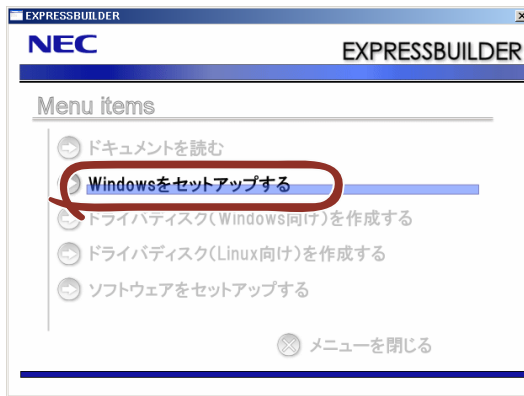 EXPRESSBUILDER
NEC
EXPRESSBUILDER
Menu items
ドキュメントを読む
Windowsをセットアップする
ドライバディスク(Windows向け)を作成する
ドライバディスク(Linux向け)を作成する
ソフトウェアをセットアップする
メニューを閉じる